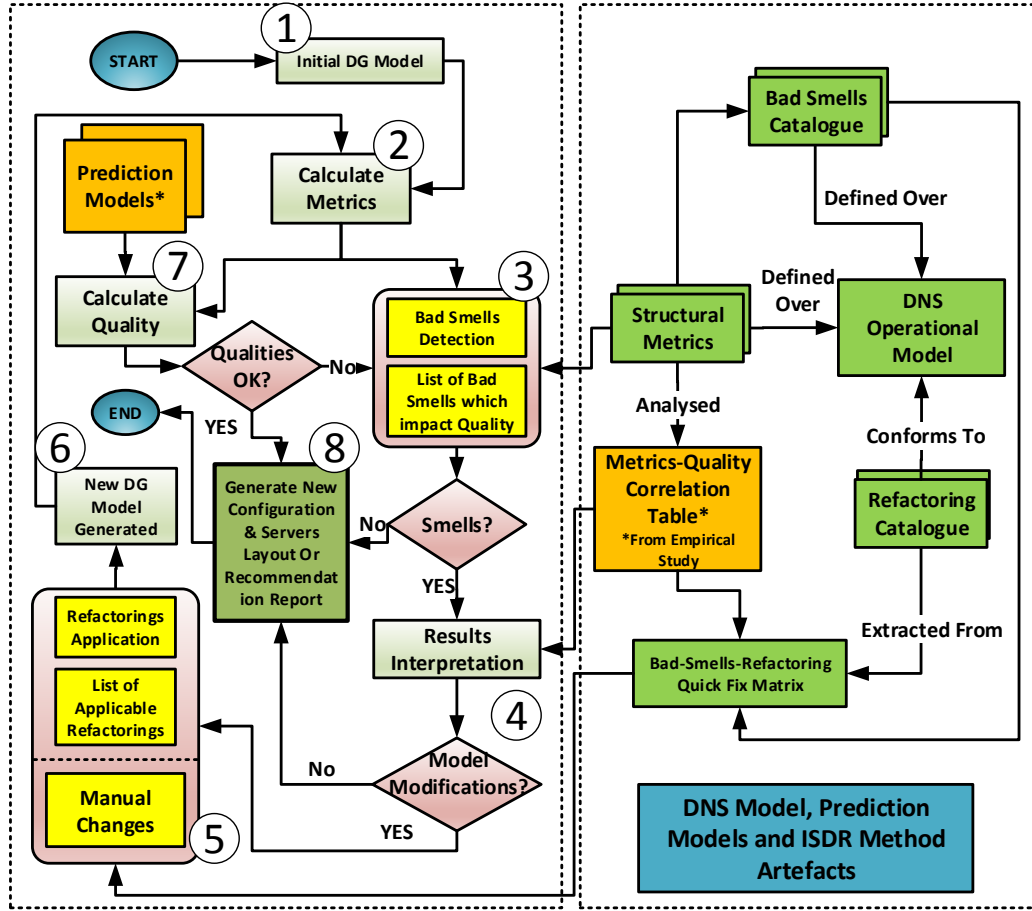 1
START
Initial DG Model
2
Prediction
Models*
Calculate
Metrics
7
Calculate
Quality
3
Bad Smells
Detection
List of Bad
Smells which
impact Quality
Qualities
OK?
No
YES
END
6
New DG
Model
Generated
8
Generate New
Configuration
& Servers
Layout Or
Recommendat
ion Report
No
Smells?
YES
Results
Interpretation
4
Model
Modifications?
No
YES
Refactorings
Application
List of
Applicable
Refactorings
Manual
Changes
5
Bad Smells
Catalogue
Defined Over
Structural
Metrics
Defined
Over
DNS
Operational
Model
Analysed
Conforms To
Metrics-Quality
Correlation
Table*
*From Empirical
Study
Refactoring
Catalogue
Extracted From
Bad-Smells-Refactoring
Quick Fix Matrix
DNS Model, Prediction
Models and ISDR Method
Artefacts